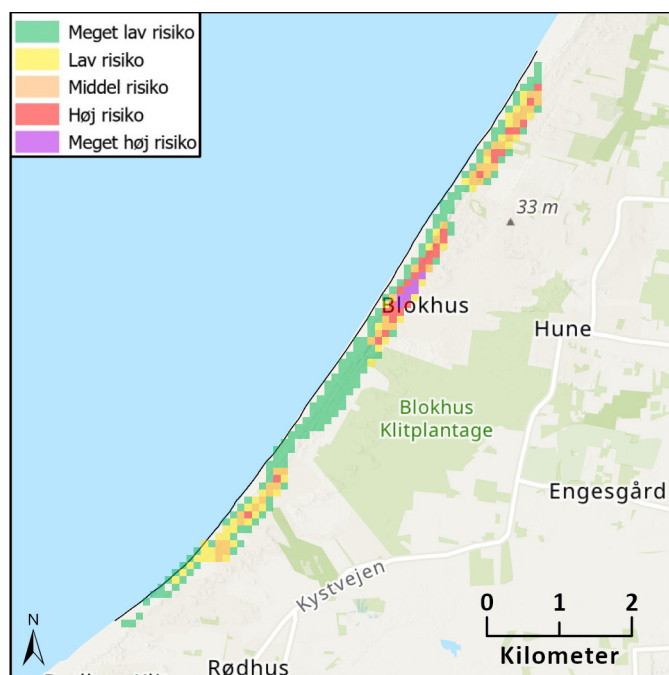 Meget lav risiko
Lav risiko
Middel risiko
Høj risiko
Meget høj risiko
33 m
Blokhus
Hune
Blokhus
Klitplantage
Engesgård
Kystvejen
N
0 1 2
Kilometer
Rødhus